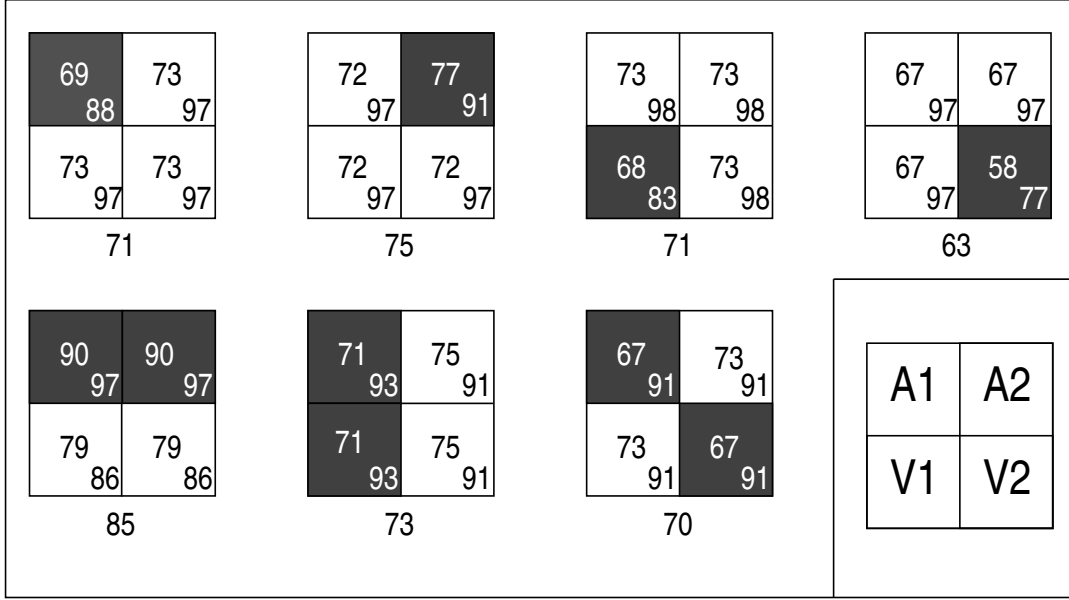 69 73 72 77 73 73 67 67
88 97 97 91 98 98 97 97
73 73 72 72 68 73 67 58
97 97 97 97 83 98 97 77
71 75 71 63
90 90 71 75 67 73
97 97 93 91 91 91
A1 A2
79 79 71 75 73 67
86 86 93 91 91 91
V1 V2
85 73 70